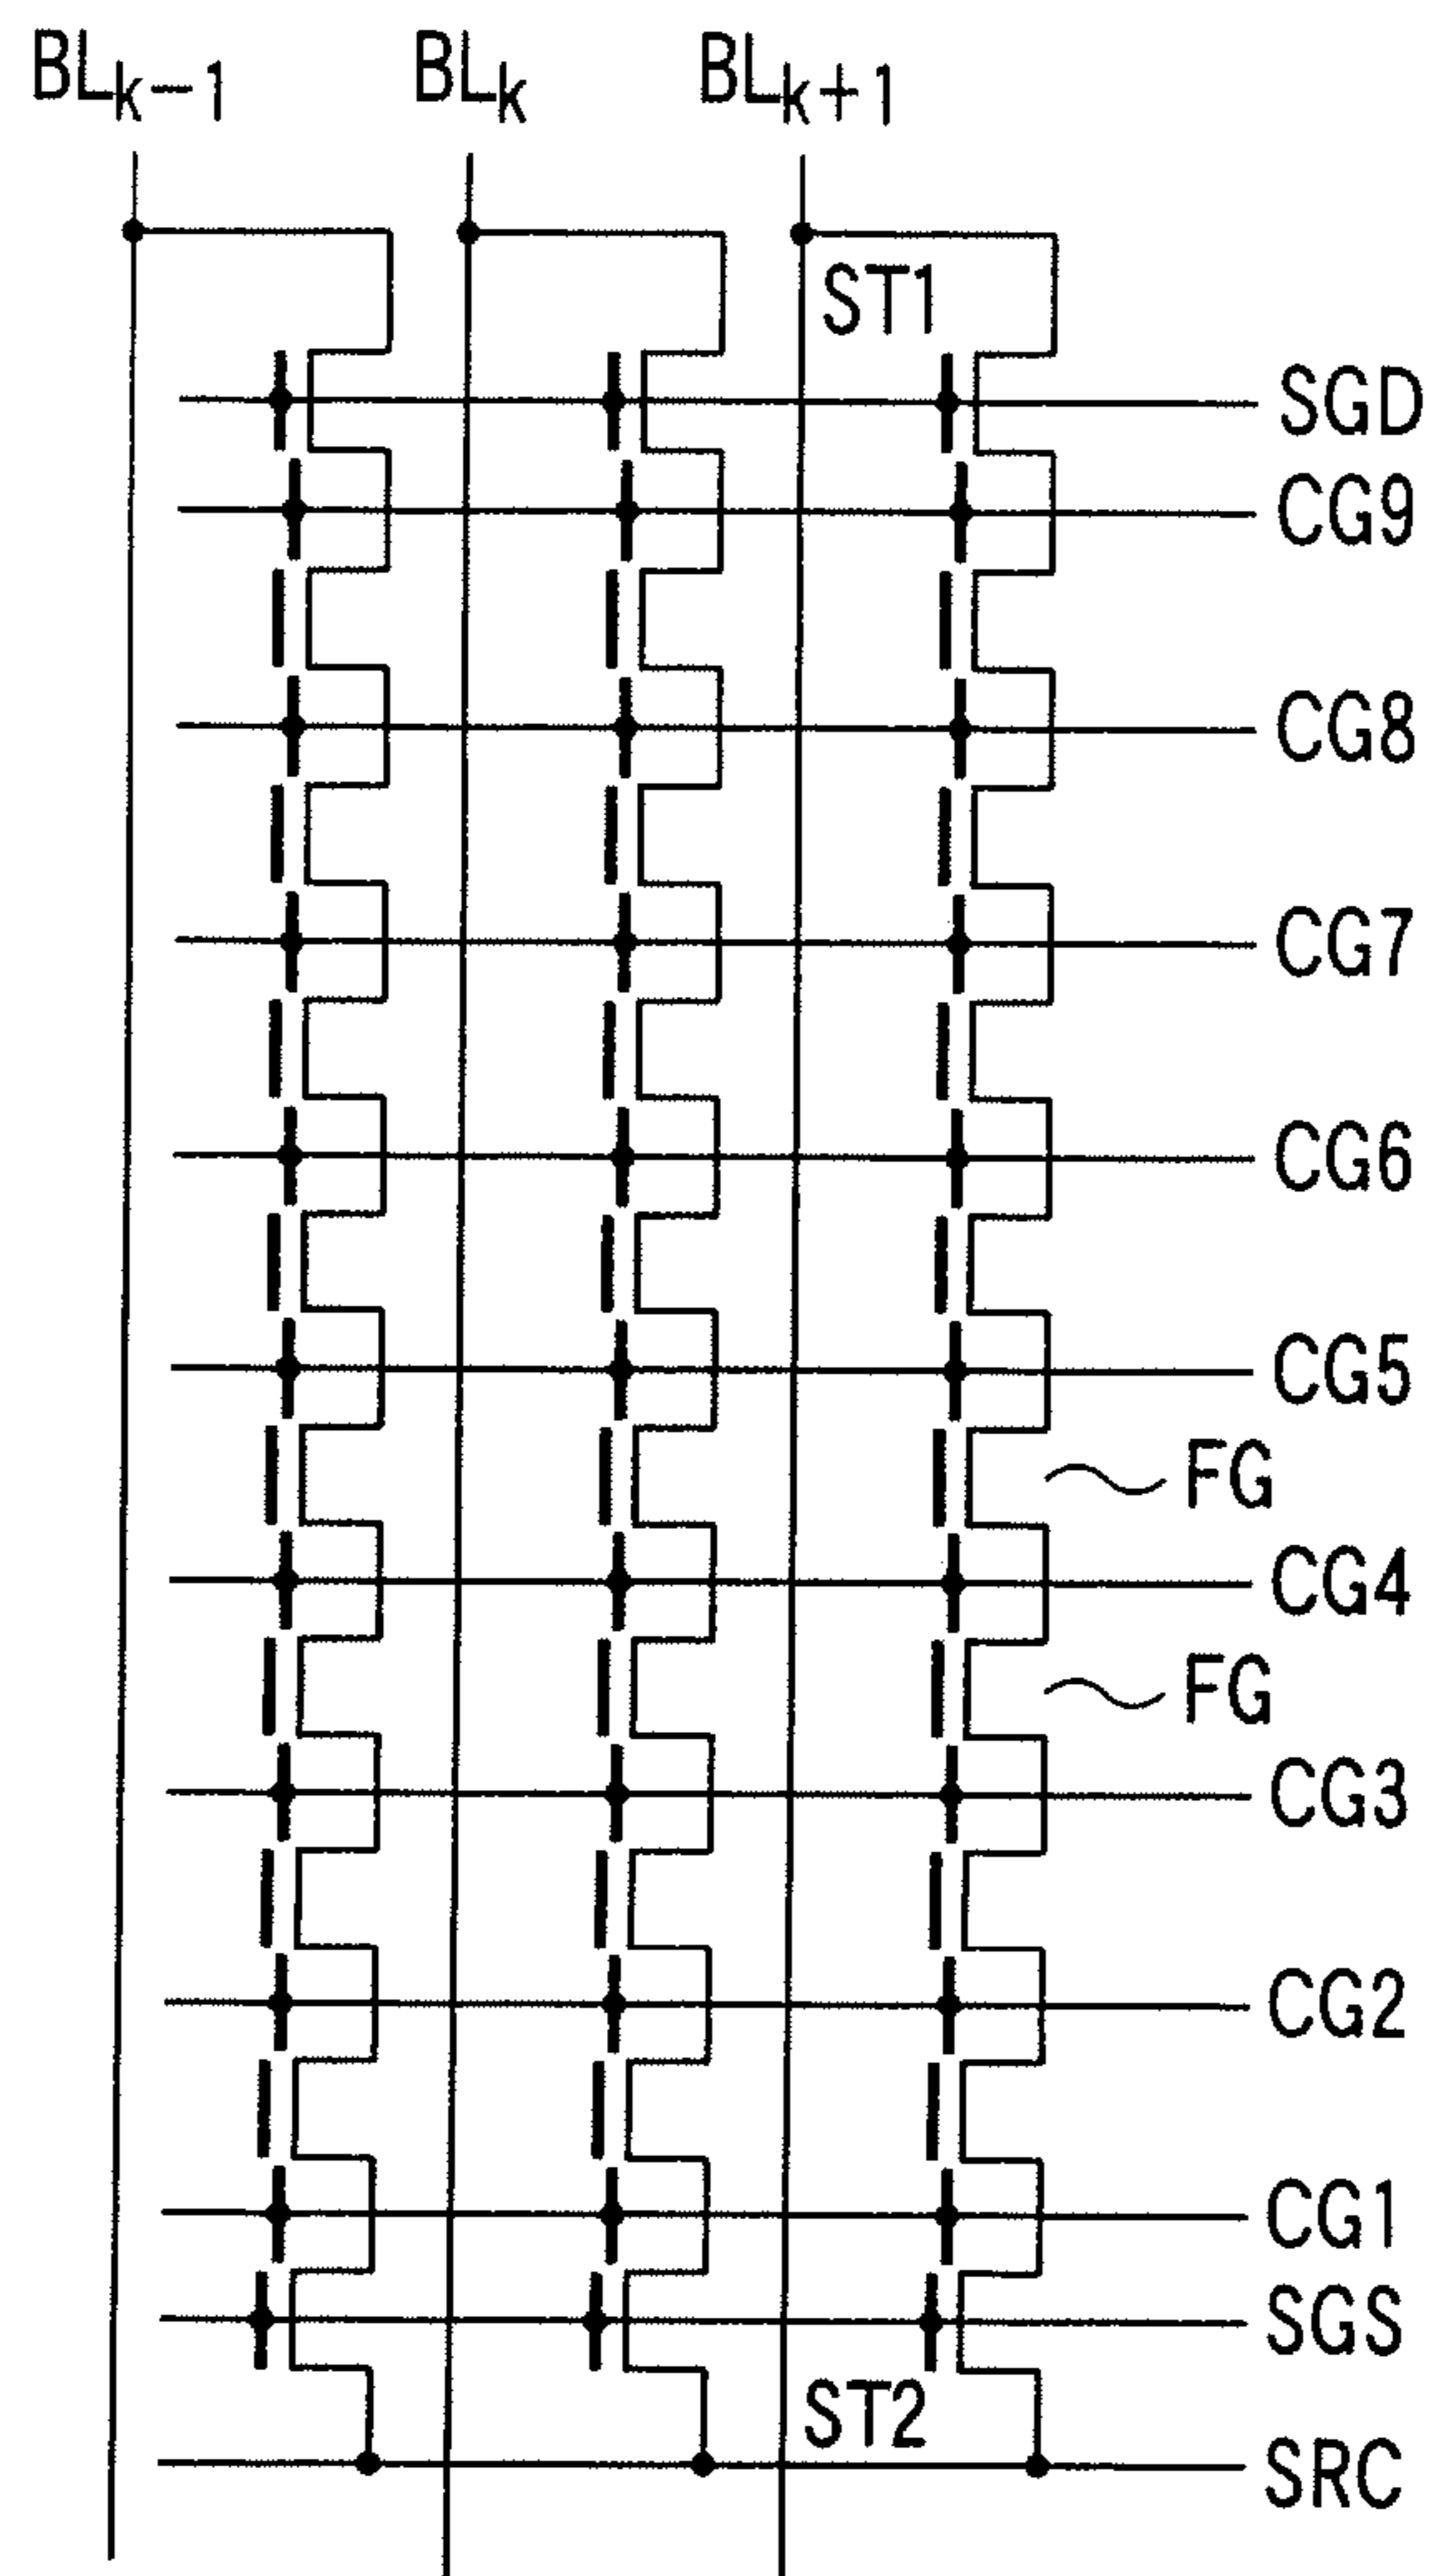 BLk-1 BLk BLk+1
ST1
SGD
CG9
CG8
CG7
CG6
CG5
FG
CG4
FG
CG3
CG2
CG1
SGS
ST2
SRC